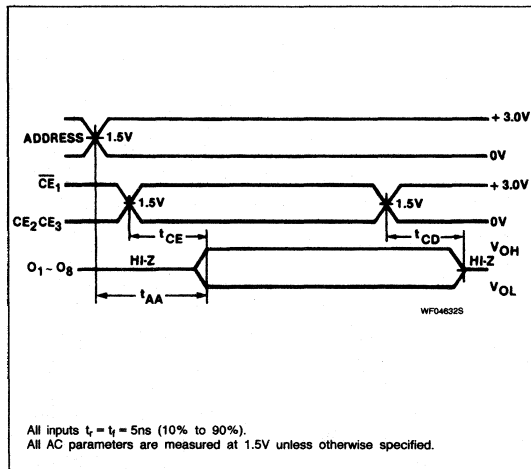 + 3.0V
ADDRESS 1.5V
0V
CE₁ + 3.0V
1.5V 1.5V
CE₂CE₃ 0V
tCE tCD
VOH
O₁~O₈ HI-Z HI-Z
tAA VOL
WF04632S
All inputs tr = tf = 5ns (10% to 90%).
All AC parameters are measured at 1.5V unless otherwise specified.